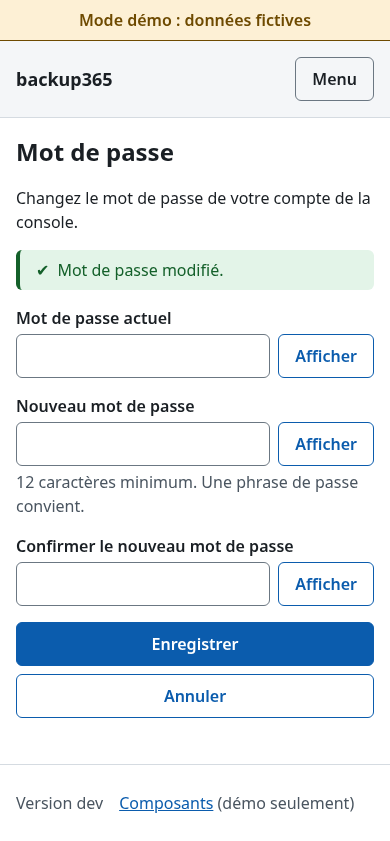 Mode démo : données fictives
backup365
Menu
Mot de passe
Changez le mot de passe de votre compte de la
console.
✔ Mot de passe modifié.
Mot de passe actuel
Afficher
Nouveau mot de passe
Afficher
12 caractères minimum. Une phrase de passe
convient.
Confirmer le nouveau mot de passe
Afficher
Enregistrer
Annuler
Version dev Composants (démo seulement)